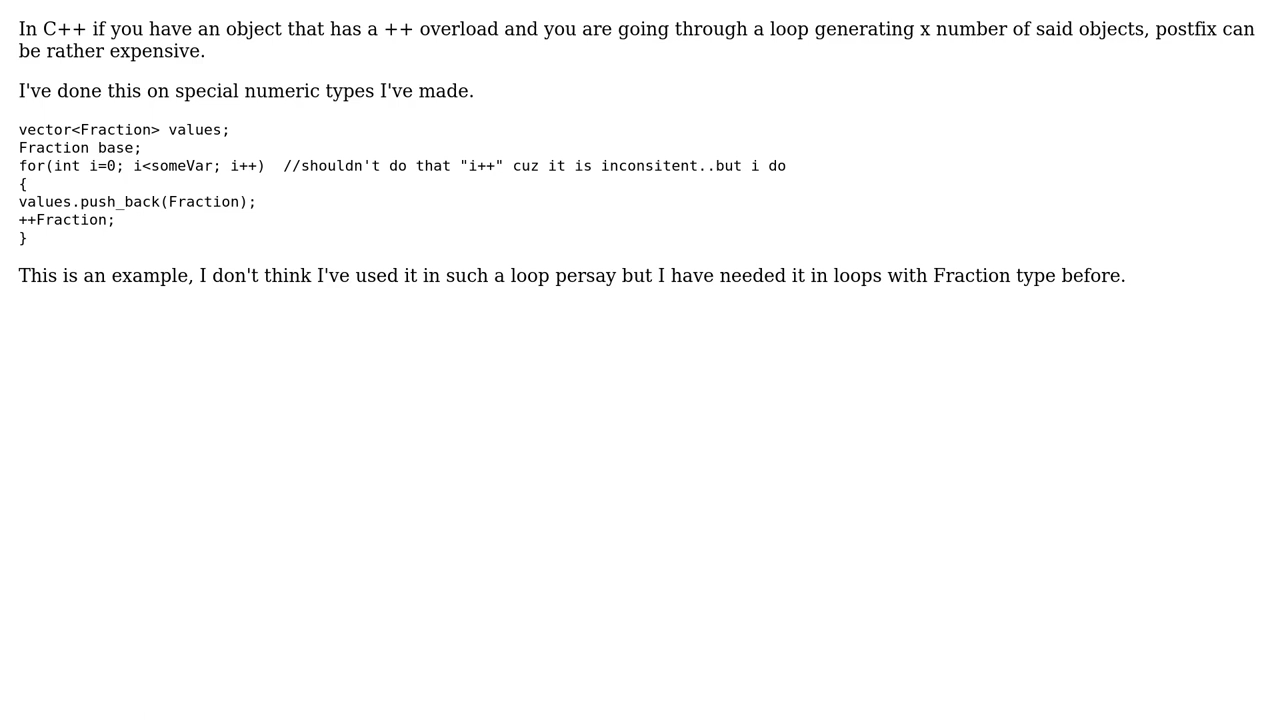 In C++ if you have an object that has a ++ overload and you are going through a loop generating x number of said objects, postfix can
be rather expensive.
I've done this on special numeric types I've made.
vector<Fraction> values;
Fraction base;
for(int i=0; i<someVar; i++)  //shouldn't do that "i++" cuz it is inconsitent..but i do
{
values.push_back(Fraction);
++Fraction;
}
This is an example, I don't think I've used it in such a loop persay but I have needed it in loops with Fraction type before.